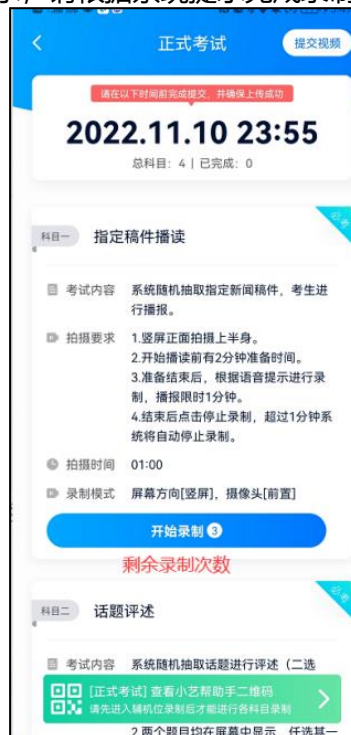 正式考试
提交视频
请在以下时间前完成提交，并确保上传成功
2022.11.10 23:55
总科目：4 | 已完成：0
必考
科目一 指定稿件播读
考试内容 系统随机抽取指定新闻稿件，考生进
行播报。
拍摄要求 1.竖屏正面拍摄上半身。
2.开始播读前有2分钟准备时间。
3.准备结束后，根据语音提示进行录
制，播报限时1分钟。
4.结束后点击停止录制，超过1分钟系
统将自动停止录制。
拍摄时间 01:00
录制模式 屏幕方向[竖屏]，摄像头[前置]
开始录制 3
剩余录制次数
必考
科目二 话题评述
考试内容 系统随机抽取话题进行评述（二选
[正式考试] 查看小艺帮助手二维码
请先进入辅机位录制后才能进行各科目录制
2.两个题目均在屏幕中显示，任选其一